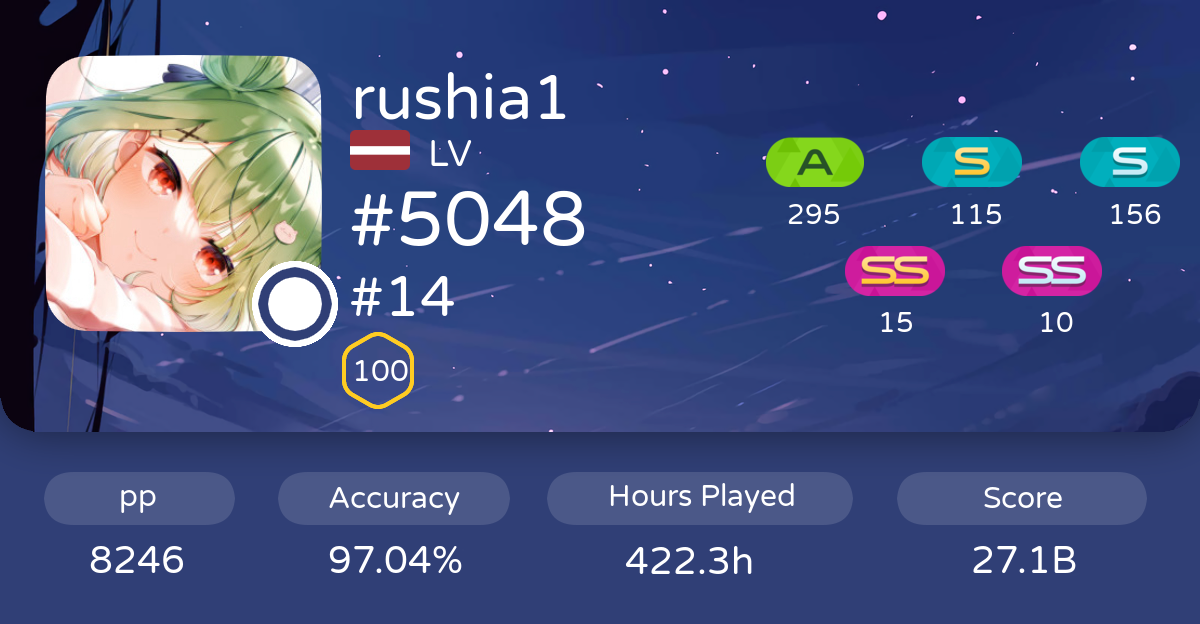 rushia1
LV
#5048
#14
100
A S S
295 115 156
SS SS
15 10
pp Accuracy Hours Played Score
8246 97.04% 422.3h 27.1B